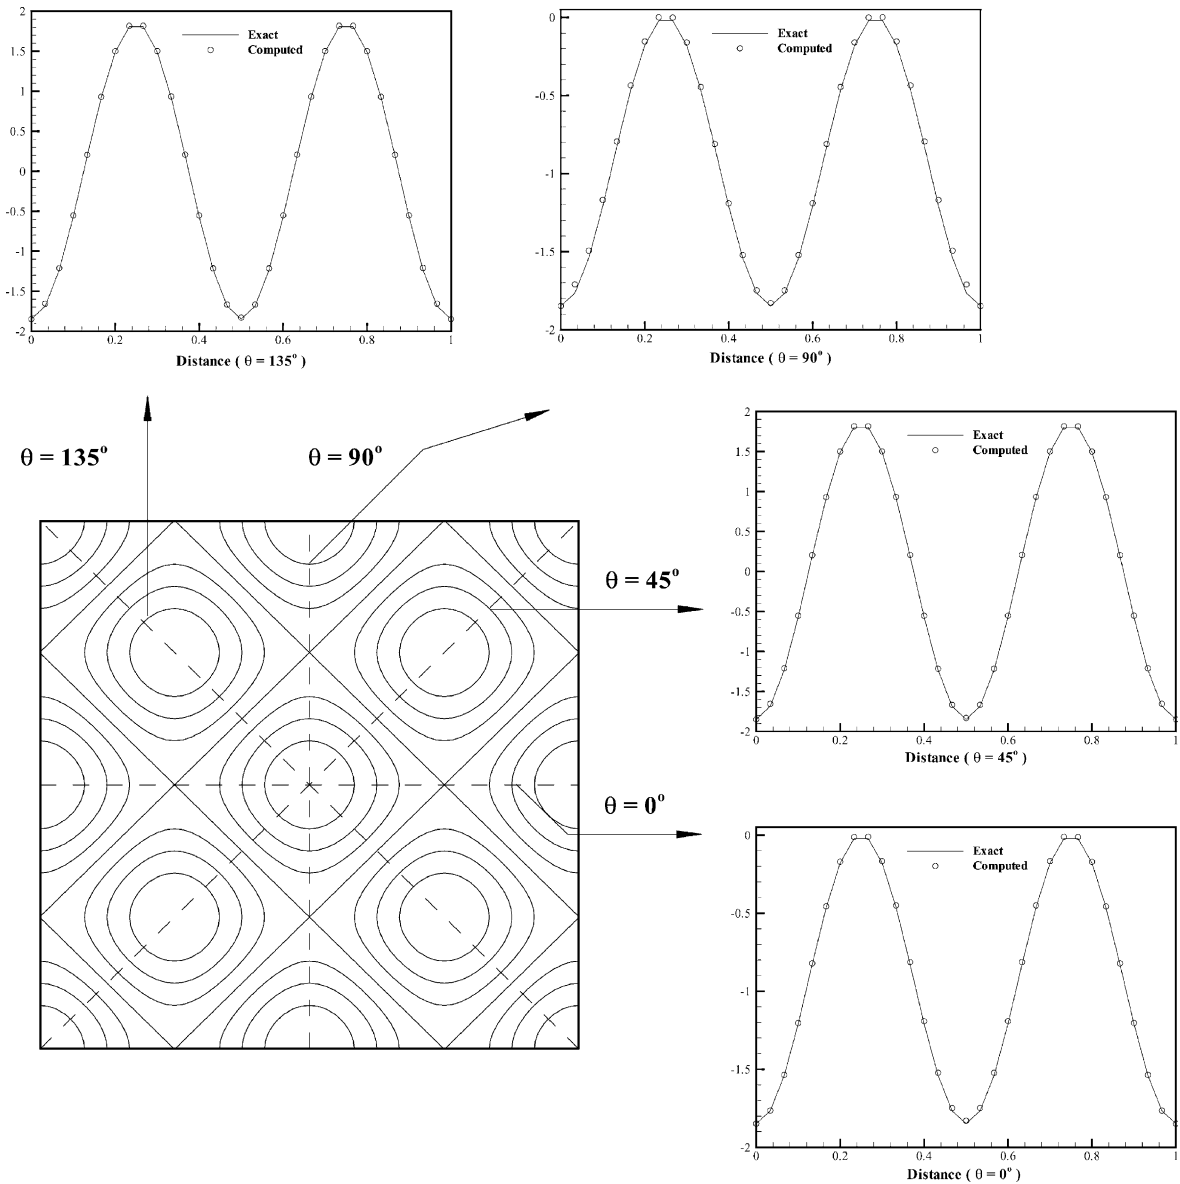 2
1.5
1
0.5
0
-0.5
-1
-1.5
-2
Exact
Computed
0 0.2 0.4 0.6 0.8 1
Distance ( θ = 135°)
0
-0.5
-1
-1.5
-2
Exact
Computed
0 0.2 0.4 0.6 0.8 1
Distance ( θ = 90°)
θ = 135°
θ = 90°
θ = 45°
θ = 0°
2
1.5
1
0.5
0
-0.5
-1
-1.5
-2
Exact
Computed
0 0.2 0.4 0.6 0.8 1
Distance ( θ = 45° )
0
-0.5
-1
-1.5
-2
Exact
Computed
0 0.2 0.4 0.6 0.8 1
Distance ( θ = 0° )